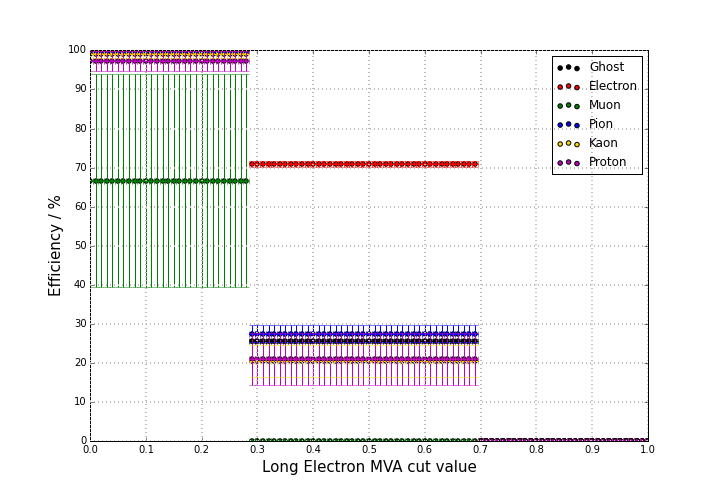 100
90
80
70
60
50
40
30
20
10
0
Efficiency / %
Ghost
Electron
Muon
Pion
Kaon
Proton
0.0 0.1 0.2 0.3 0.4 0.5 0.6 0.7 0.8 0.9 1.0
Long Electron MVA cut value